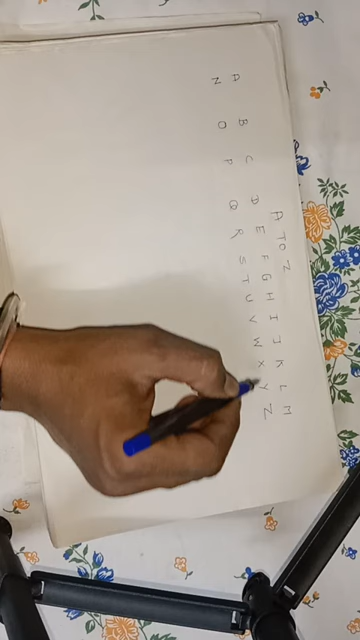 A TO Z
A B C D E F G H I J K L M
N O P Q R S T U V W X Y Z